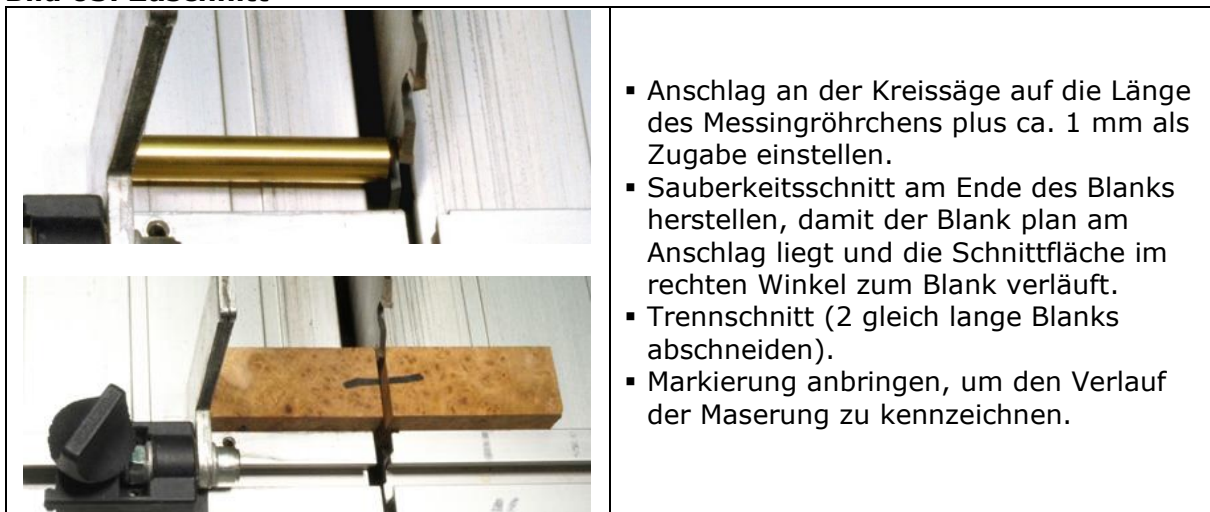 ▪ Anschlag an der Kreissäge auf die Länge
des Messingröhrchens plus ca. 1 mm als
Zugabe einstellen.
▪ Sauberkeitsschnitt am Ende des Blanks
herstellen, damit der Blank plan am
Anschlag liegt und die Schnittfläche im
rechten Winkel zum Blank verläuft.
▪ Trennschnitt (2 gleich lange Blanks
abschneiden).
▪ Markierung anbringen, um den Verlauf
der Maserung zu kennzeichnen.